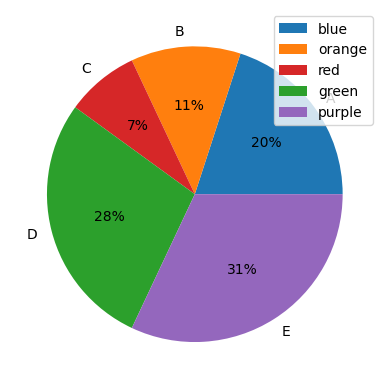 blue
orange
red
green
purple
A
B
C
D
E
20%
11%
7%
28%
31%